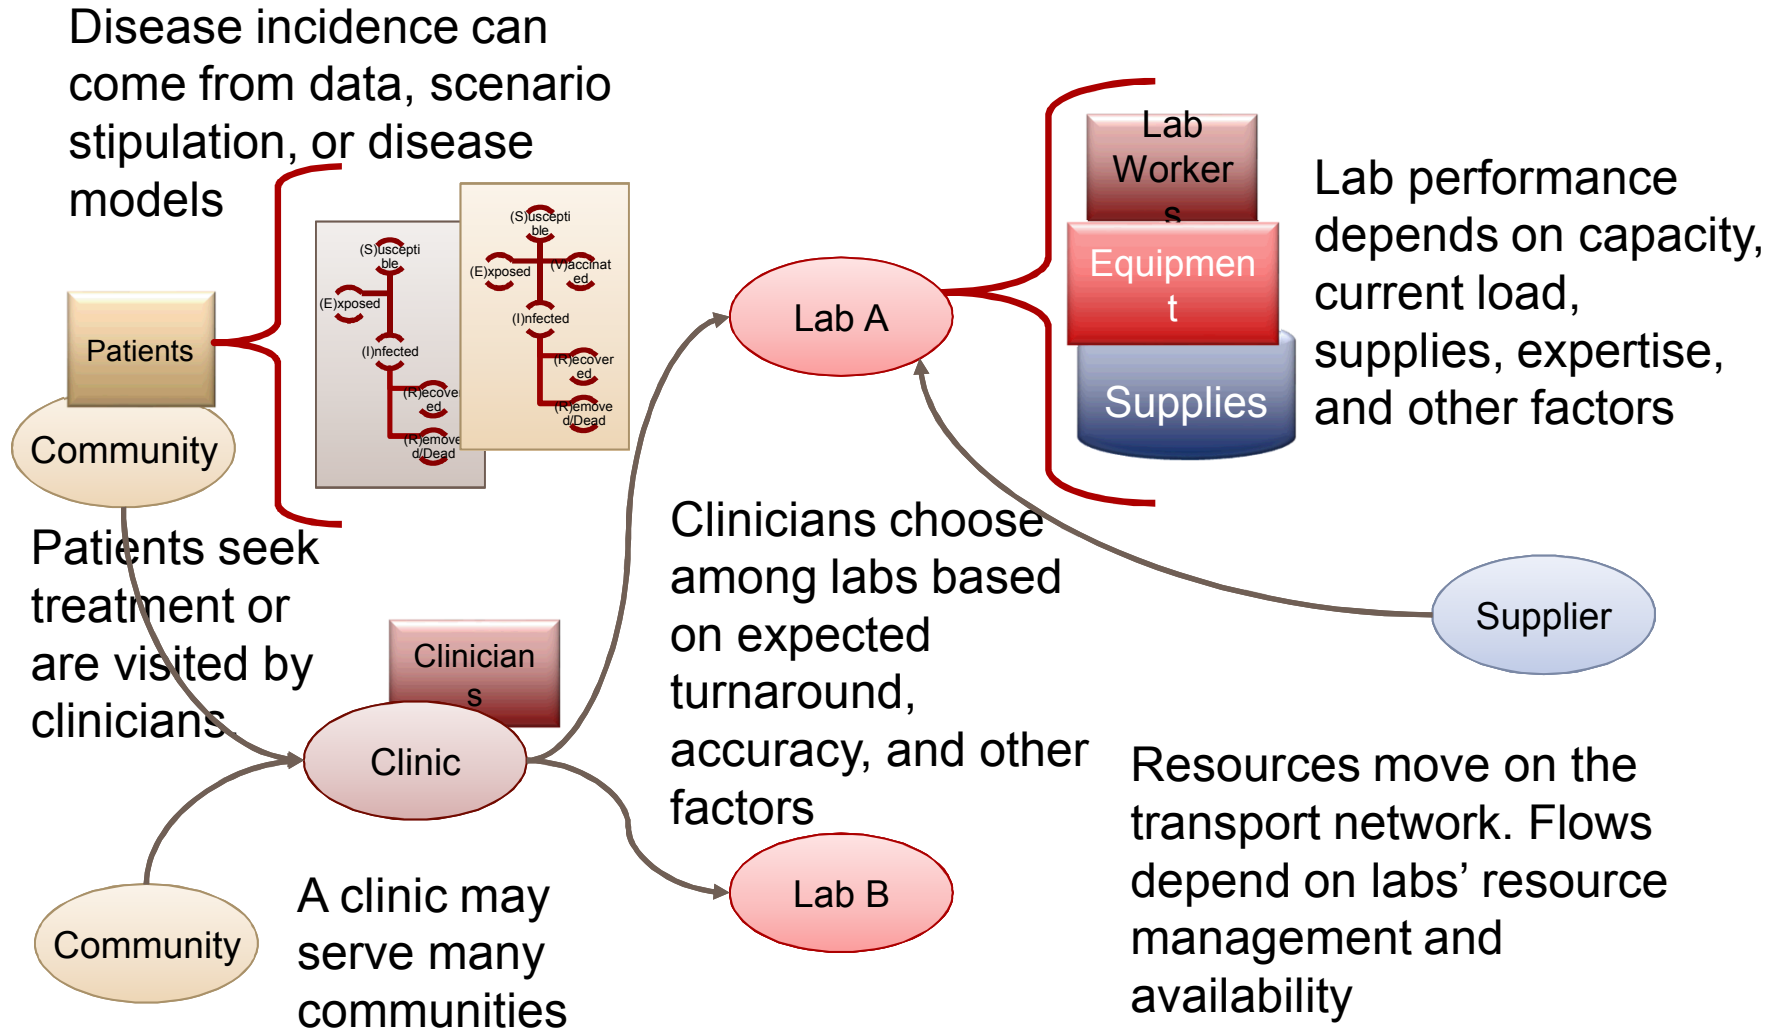 Disease incidence can
come from data, scenario
stipulation, or disease
models
Patients
Community
(S)uscepti
ble
(E)xposed
(I)nfected
(R)ecover
ed
(R)emove
d/Dead
(S)uscepti
ble
(E)xposed
(V)accinat
ed
(I)nfected
(R)ecover
ed
(R)emove
d/Dead
Lab A
Lab
Worker
s
Equipmen
t
Supplies
Lab performance
depends on capacity,
current load,
supplies, expertise,
and other factors
Patients seek
treatment or
are visited by
clinicians.
Clinician
s
Clinic
Clinicians choose
among labs based
on expected
turnaround,
accuracy, and other
factors
Supplier
Community
A clinic may
serve many
communities
Lab B
Resources move on the
transport network. Flows
depend on labs’ resource
management and
availability